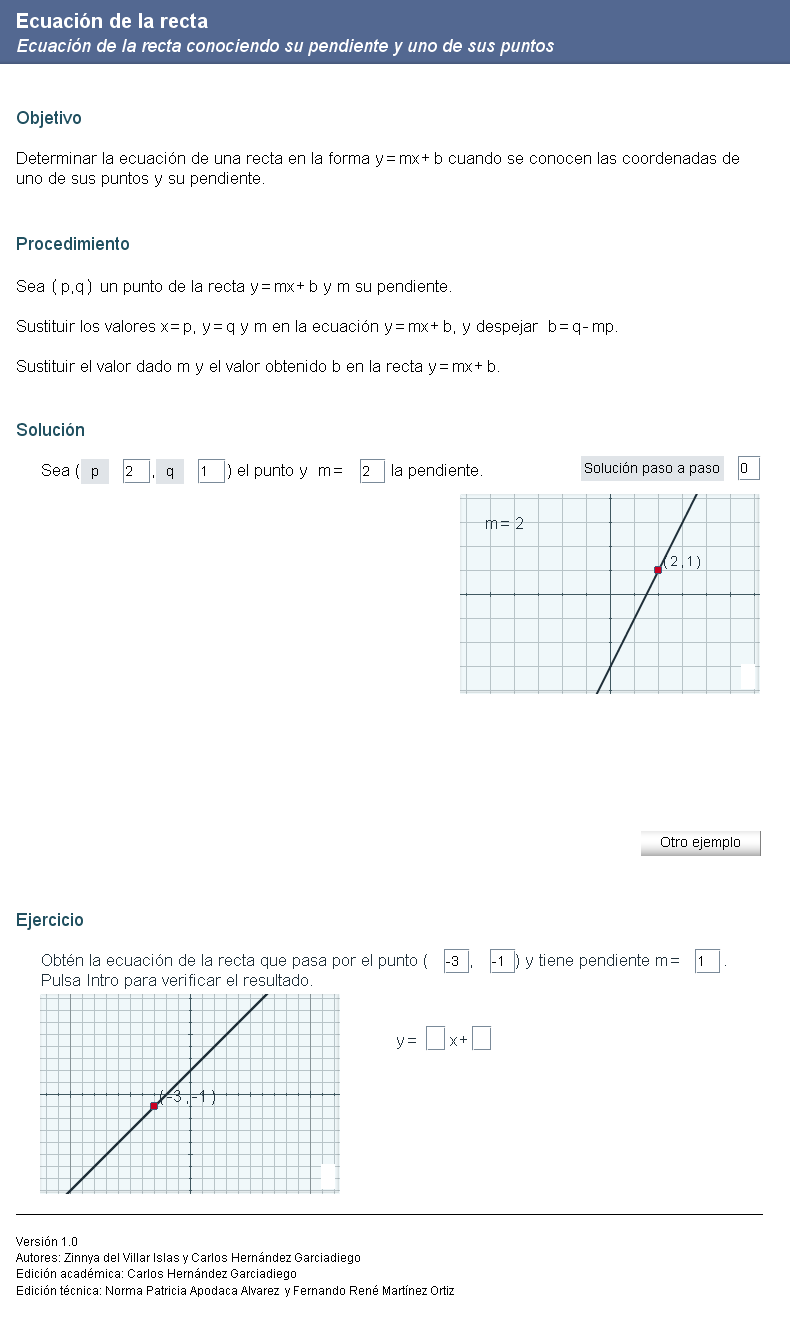 Ecuación de la recta
Ecuación de la recta conociendo su pendiente y uno de sus puntos
Objetivo
Determinar la ecuación de una recta en la forma y=mx+b cuando se conocen las coordenadas de
uno de sus puntos y su pendiente.
Procedimiento
Sea (p,q) un punto de la recta y=mx+b y m su pendiente.
Sustituir los valores x=p, y=q y m en la ecuación y=mx+b, y despejar b=q-mp.
Sustituir el valor dado m y el valor obtenido b en la recta y=mx+b.
Solución
Sea ( p 2 , q 1 ) el punto y m= 2 la pendiente.
Solución paso a paso 0
m=2
(2,1)
Otro ejemplo
Ejercicio
Obtén la ecuación de la recta que pasa por el punto ( -3 , -1 ) y tiene pendiente m= 1 .
Pulsa Intro para verificar el resultado.
(-3,-1)
y= x+
Versión 1.0
Autores: Zinnya del Villar Islas y Carlos Hernández Garciadiego
Edición académica: Carlos Hernández Garciadiego
Edición técnica: Norma Patricia Apodaca Alvarez y Fernando René Martínez Ortiz